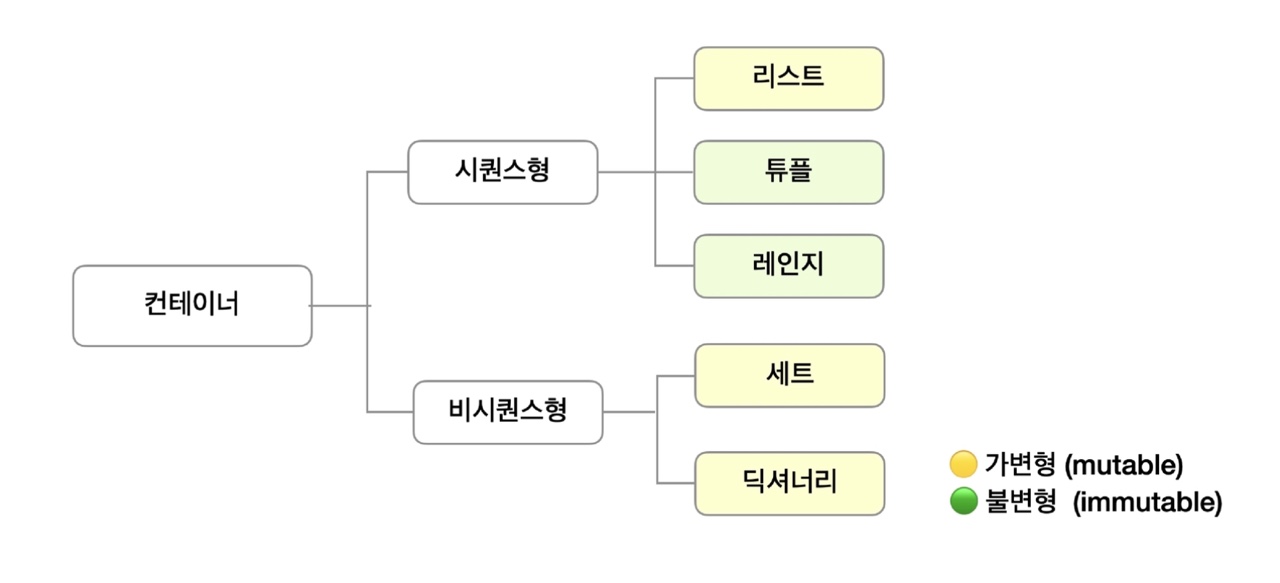 컨테이너
시퀀스형
리스트
튜플
레인지
비시퀀스형
세트
딕셔너리
가변형 (mutable)
불변형 (immutable)